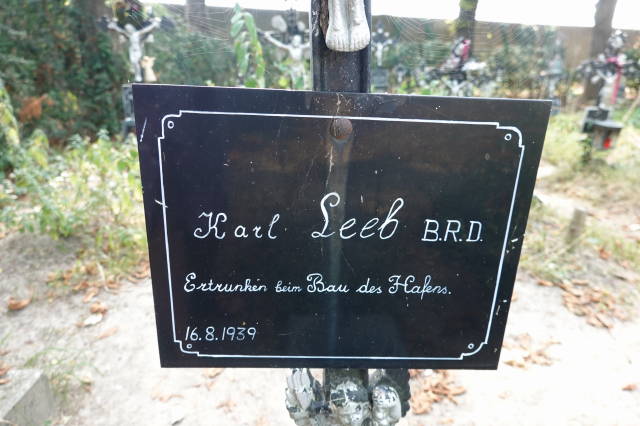 Karl Leeb B.R.D.
Ertrunken beim Bau des Hafens.
16.8.1939